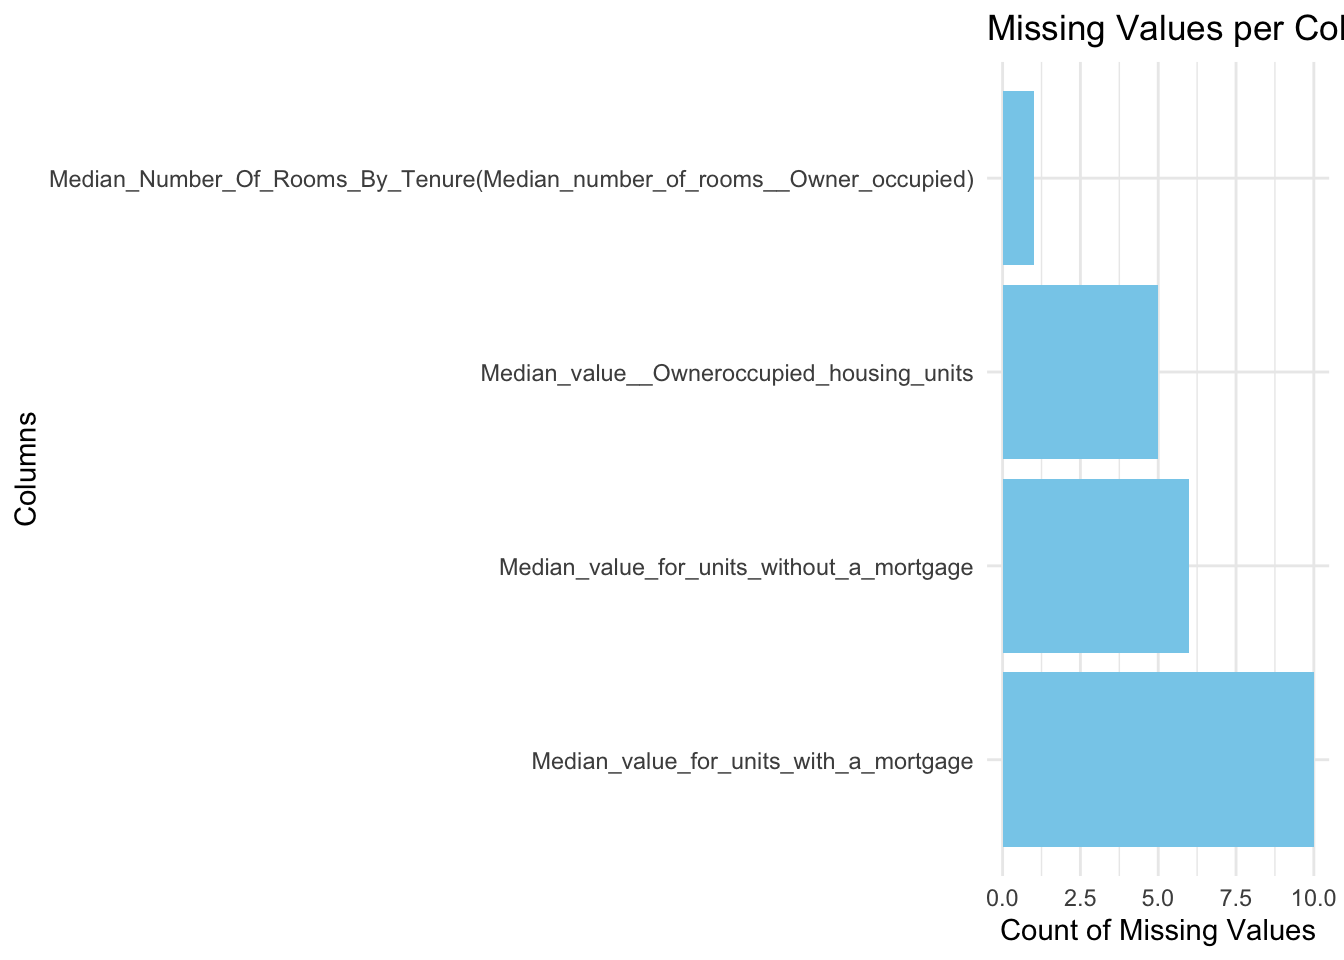 Missing Values per Col
Median_Number_Of_Rooms_By_Tenure(Median_number_of_rooms__Owner_occupied)
Median_value__Owneroccupied_housing_units
Columns
Median_value_for_units_without_a_mortgage
Median_value_for_units_with_a_mortgage
0.0 2.5 5.0 7.5 10.0
Count of Missing Values